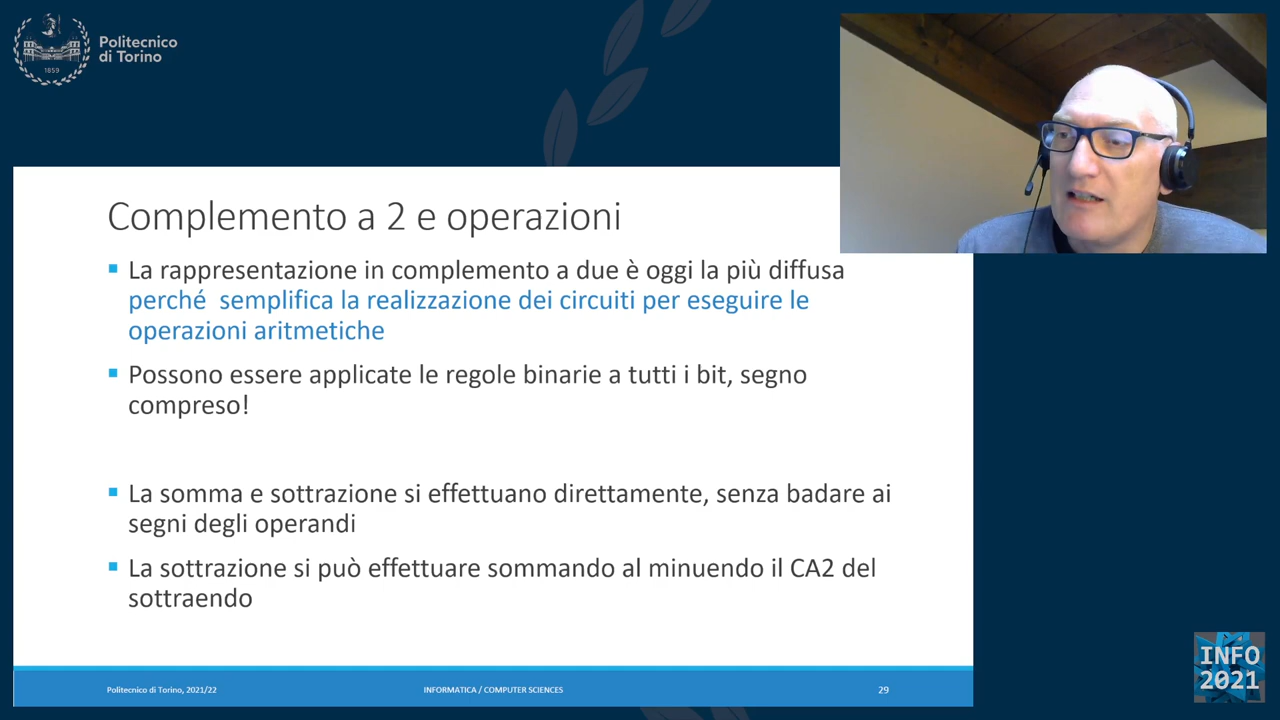 Politecnico
di Torino
1859
Complemento a 2 e operazioni
La rappresentazione in complemento a due è oggi la più diffusa
perché semplifica la realizzazione dei circuiti per eseguire le
operazioni aritmetiche
Possono essere applicate le regole binarie a tutti i bit, segno
compreso!
La somma e sottrazione si effettuano direttamente, senza badare ai
segni degli operandi
La sottrazione si può effettuare sommando al minuendo il CA2 del
sottraendo
Politecnico di Torino, 2021/22
INFORMATICA / COMPUTER SCIENCES
29
INFO
2021